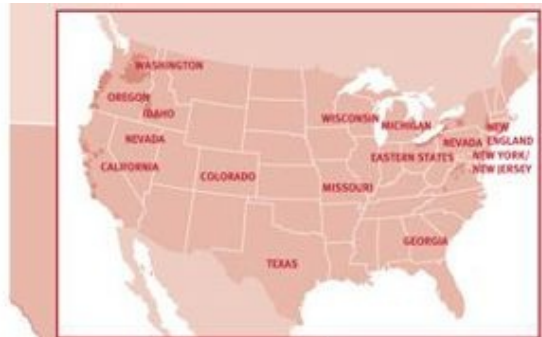 WASHINGTON
OREGON
IDAHO
NEVADA
CALIFORNIA
COLORADO
TEXAS
WISCONSIN
MICHIGAN
EASTERN STATES
MISSOURI
GEORGIA
NEVADA
NEW
ENGLAND
NEW YORK/
NEW JERSEY